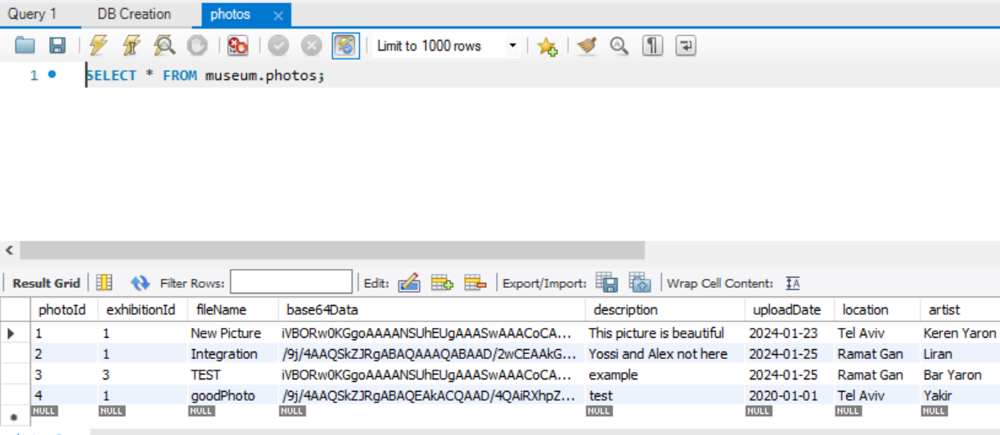 Query 1 DB Creation photos
Limit to 1000 rows
1 SELECT * FROM museum.photos;
Result Grid Filter Rows: Edit: Export/Import: Wrap Cell Content:
photoId exhibitionId fileName base64Data description uploadDate location artist
1 1 New Picture iVBORw0KGgoAAAANSUhEUgAAASwAAACoCA... This picture is beautiful 2024-01-23 Tel Aviv Keren Yaron
2 1 Integration /9j/4AAQSkZJRgABAQAAAQABAAD/2wCEAAkG... Yossi and Alex not here 2024-01-25 Ramat Gan Liran
3 3 TEST iVBORw0KGgoAAAANSUhEUgAAASwAAACoCA... example 2024-01-25 Ramat Gan Bar Yaron
4 1 goodPhoto /9j/4AAQSkZJRgABAQEAkACQAAD/4QAiRXhpZ... test 2020-01-01 Tel Aviv Yakir
NULL NULL NULL NULL NULL NULL NULL NULL